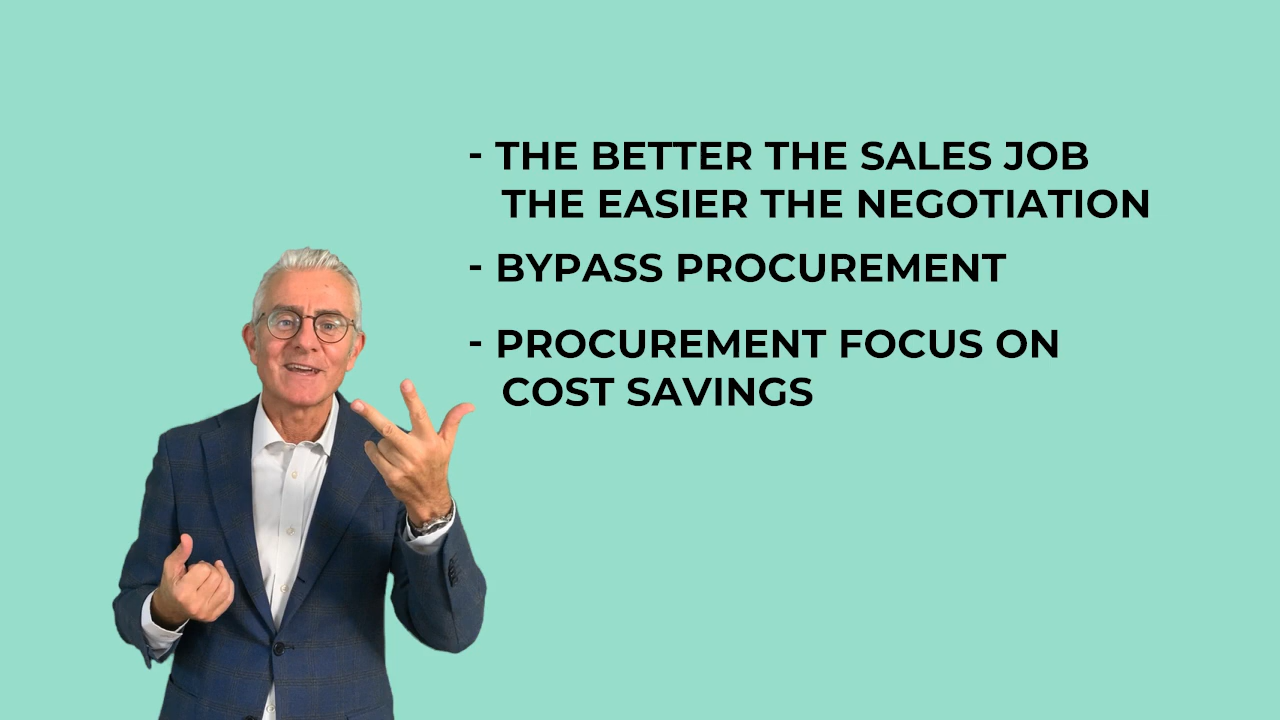 - THE BETTER THE SALES JOB
THE EASIER THE NEGOTIATION
- BYPASS PROCUREMENT
- PROCUREMENT FOCUS ON
COST SAVINGS